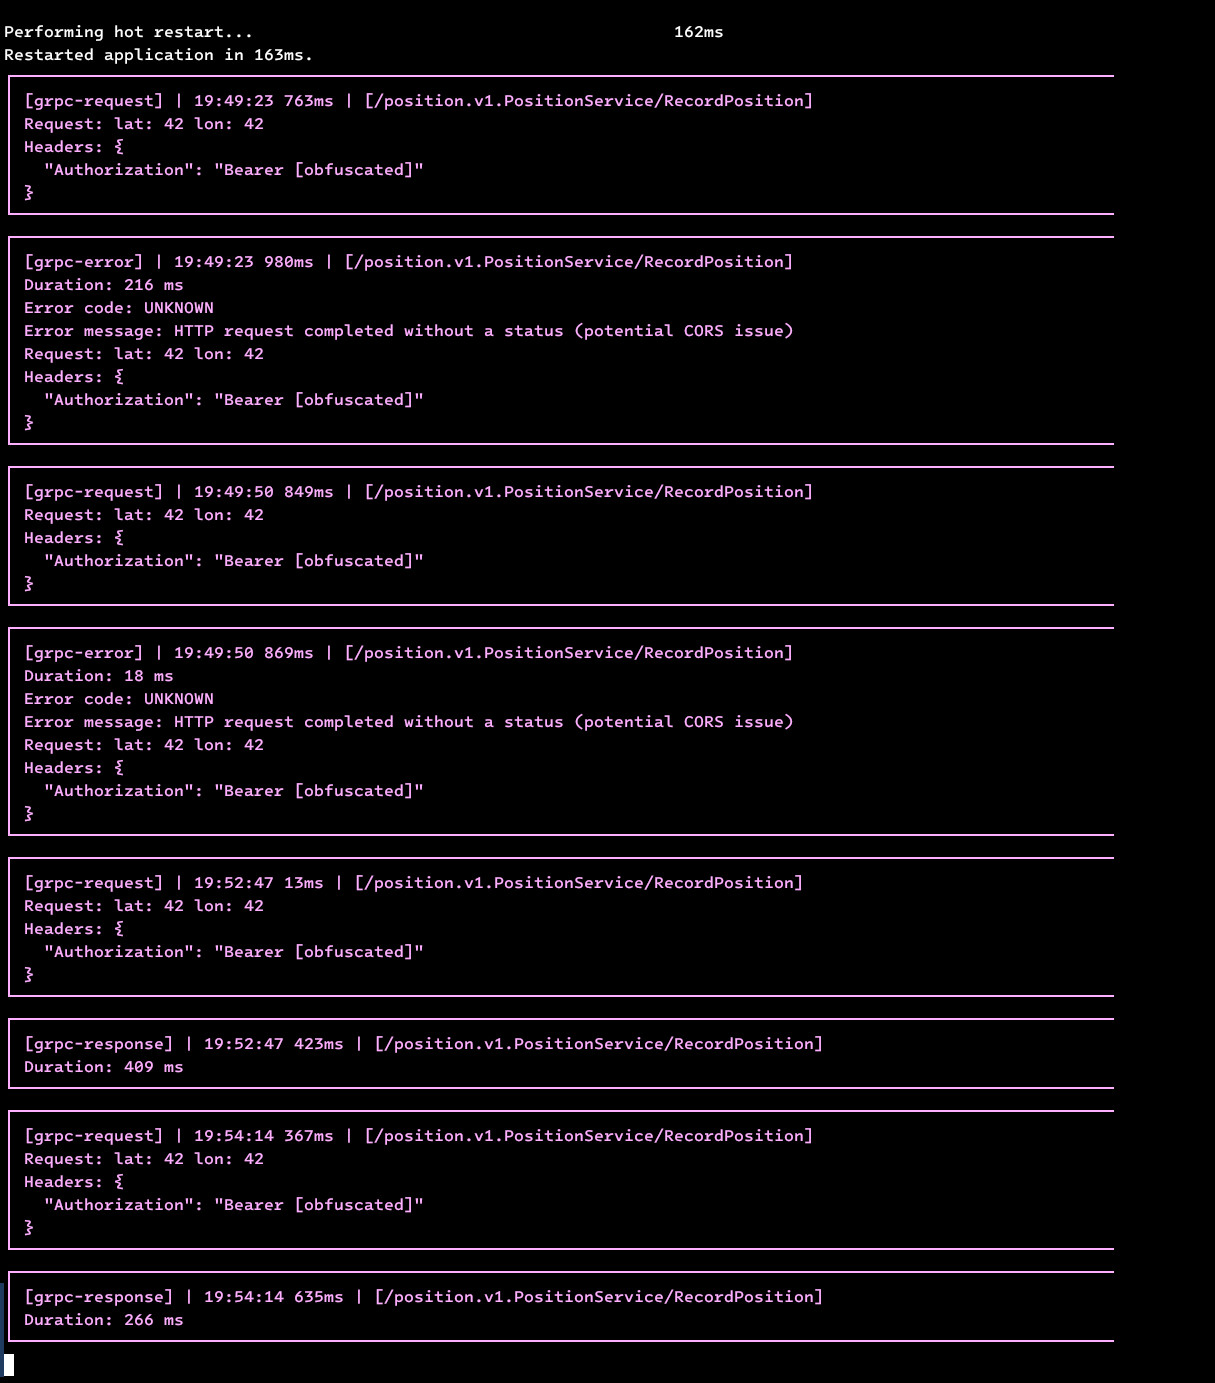 Performing hot restart...                                          162ms
Restarted application in 163ms.
[grpc-request] | 19:49:23 763ms | [/position.v1.PositionService/RecordPosition]
Request: lat: 42 lon: 42
Headers: {
  "Authorization": "Bearer [obfuscated]"
}
[grpc-error] | 19:49:23 980ms | [/position.v1.PositionService/RecordPosition]
Duration: 216 ms
Error code: UNKNOWN
Error message: HTTP request completed without a status (potential CORS issue)
Request: lat: 42 lon: 42
Headers: {
  "Authorization": "Bearer [obfuscated]"
}
[grpc-request] | 19:49:50 849ms | [/position.v1.PositionService/RecordPosition]
Request: lat: 42 lon: 42
Headers: {
  "Authorization": "Bearer [obfuscated]"
}
[grpc-error] | 19:49:50 869ms | [/position.v1.PositionService/RecordPosition]
Duration: 18 ms
Error code: UNKNOWN
Error message: HTTP request completed without a status (potential CORS issue)
Request: lat: 42 lon: 42
Headers: {
  "Authorization": "Bearer [obfuscated]"
}
[grpc-request] | 19:52:47 13ms | [/position.v1.PositionService/RecordPosition]
Request: lat: 42 lon: 42
Headers: {
  "Authorization": "Bearer [obfuscated]"
}
[grpc-response] | 19:52:47 423ms | [/position.v1.PositionService/RecordPosition]
Duration: 409 ms
[grpc-request] | 19:54:14 367ms | [/position.v1.PositionService/RecordPosition]
Request: lat: 42 lon: 42
Headers: {
  "Authorization": "Bearer [obfuscated]"
}
[grpc-response] | 19:54:14 635ms | [/position.v1.PositionService/RecordPosition]
Duration: 266 ms